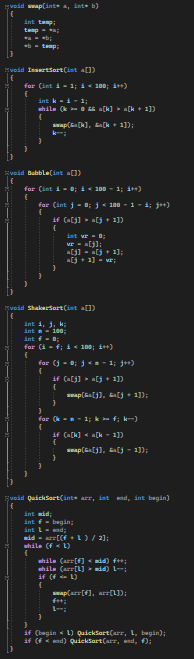 void swap(int* a, int* b)
{
int temp;
temp = *a;
*a = *b;
*b = temp;
}
void InsertSort(int a[])
{
for (int i = 1; i < 100; i++)
{
int k = i - 1;
while (k >= 0 && a[k] > a[k + 1])
{
swap(&a[k], &a[k + 1]);
k--;
}
}
}
void Bubble(int a[])
{
for (int i = 0; i < 100 - 1; i++)
{
for (int j = 0; j < 100 - 1 - i; j++)
{
if (a[j] > a[j + 1])
{
int vr = 0;
vr = a[j];
a[j] = a[j + 1];
a[j + 1] = vr;
}
}
}
}
void ShakerSort(int a[])
{
int i, j, k;
int m = 100;
int f = 0;
for (i = f; i < 100; i++)
{
for (j = 0; j < m - 1; j++)
{
if (a[j] > a[j + 1])
{
swap(&a[j], &a[j + 1]);
}
}
for (k = m - 1; k >= f; k--)
{
if (a[k] < a[k - 1])
{
swap(&a[j], &a[j - 1]);
}
}
}
}
void QuickSort(int* arr, int end, int begin)
{
int mid;
int f = begin;
int l = end;
mid = arr[(f + l ) / 2];
while (f < l)
{
while (arr[f] < mid) f++;
while (arr[l] > mid) l--;
if (f <= l)
{
swap(arr[f], arr[l]);
f++;
l--;
}
}
if (begin < l) QuickSort(arr, l, begin);
if (f < end) QuickSort(arr, end, f);
}